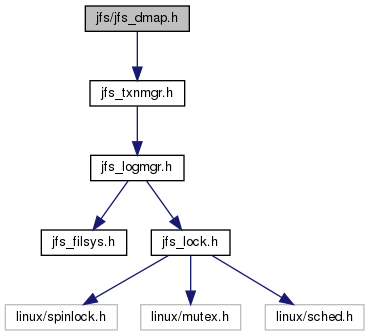 jfs/jfs_dmap.h
jfs_txnmgr.h
jfs_logmgr.h
jfs_filsys.h
jfs_lock.h
linux/spinlock.h
linux/mutex.h
linux/sched.h